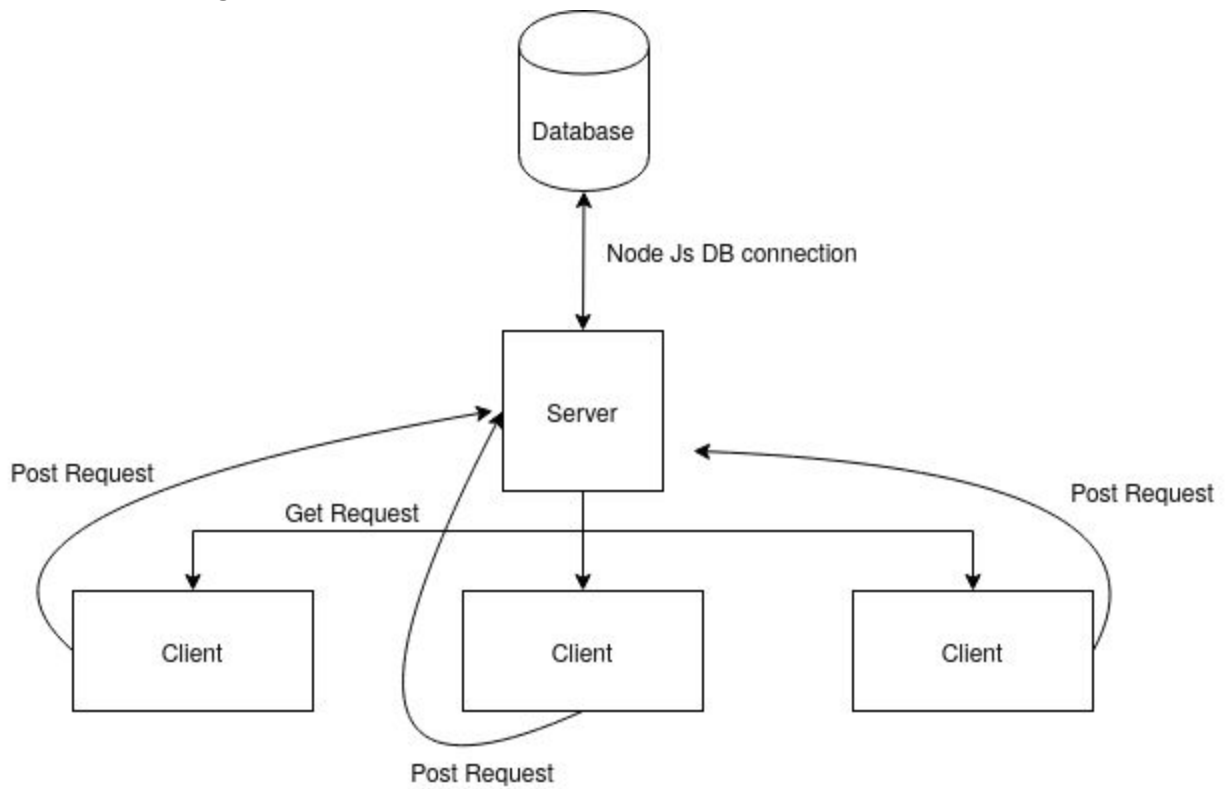 Database
Node Js DB connection
Server
Post Request
Post Request
Get Request
Client
Client
Client
Post Request